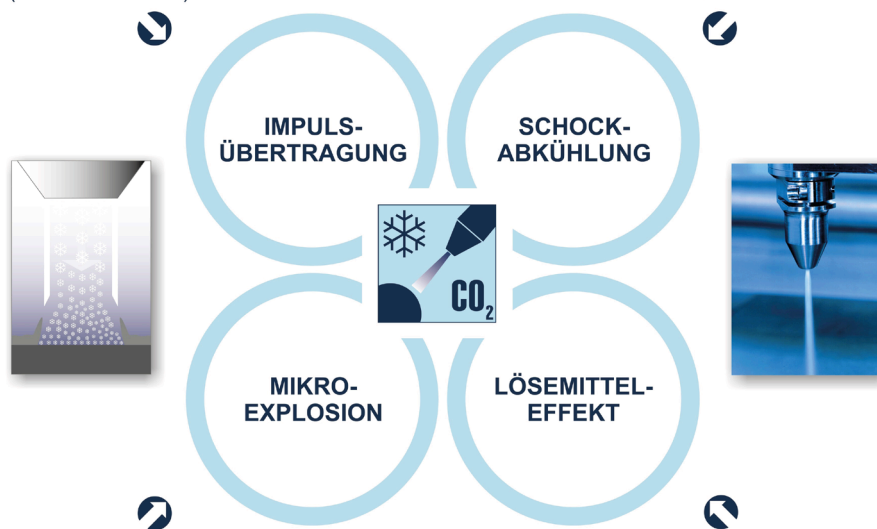 IMPULS-
ÜBERTRAGUNG
SCHOCK-
ABKÜHLUNG
CO₂
MIKRO-
EXPLOSION
LÖSEMITTEL-
EFFEKT